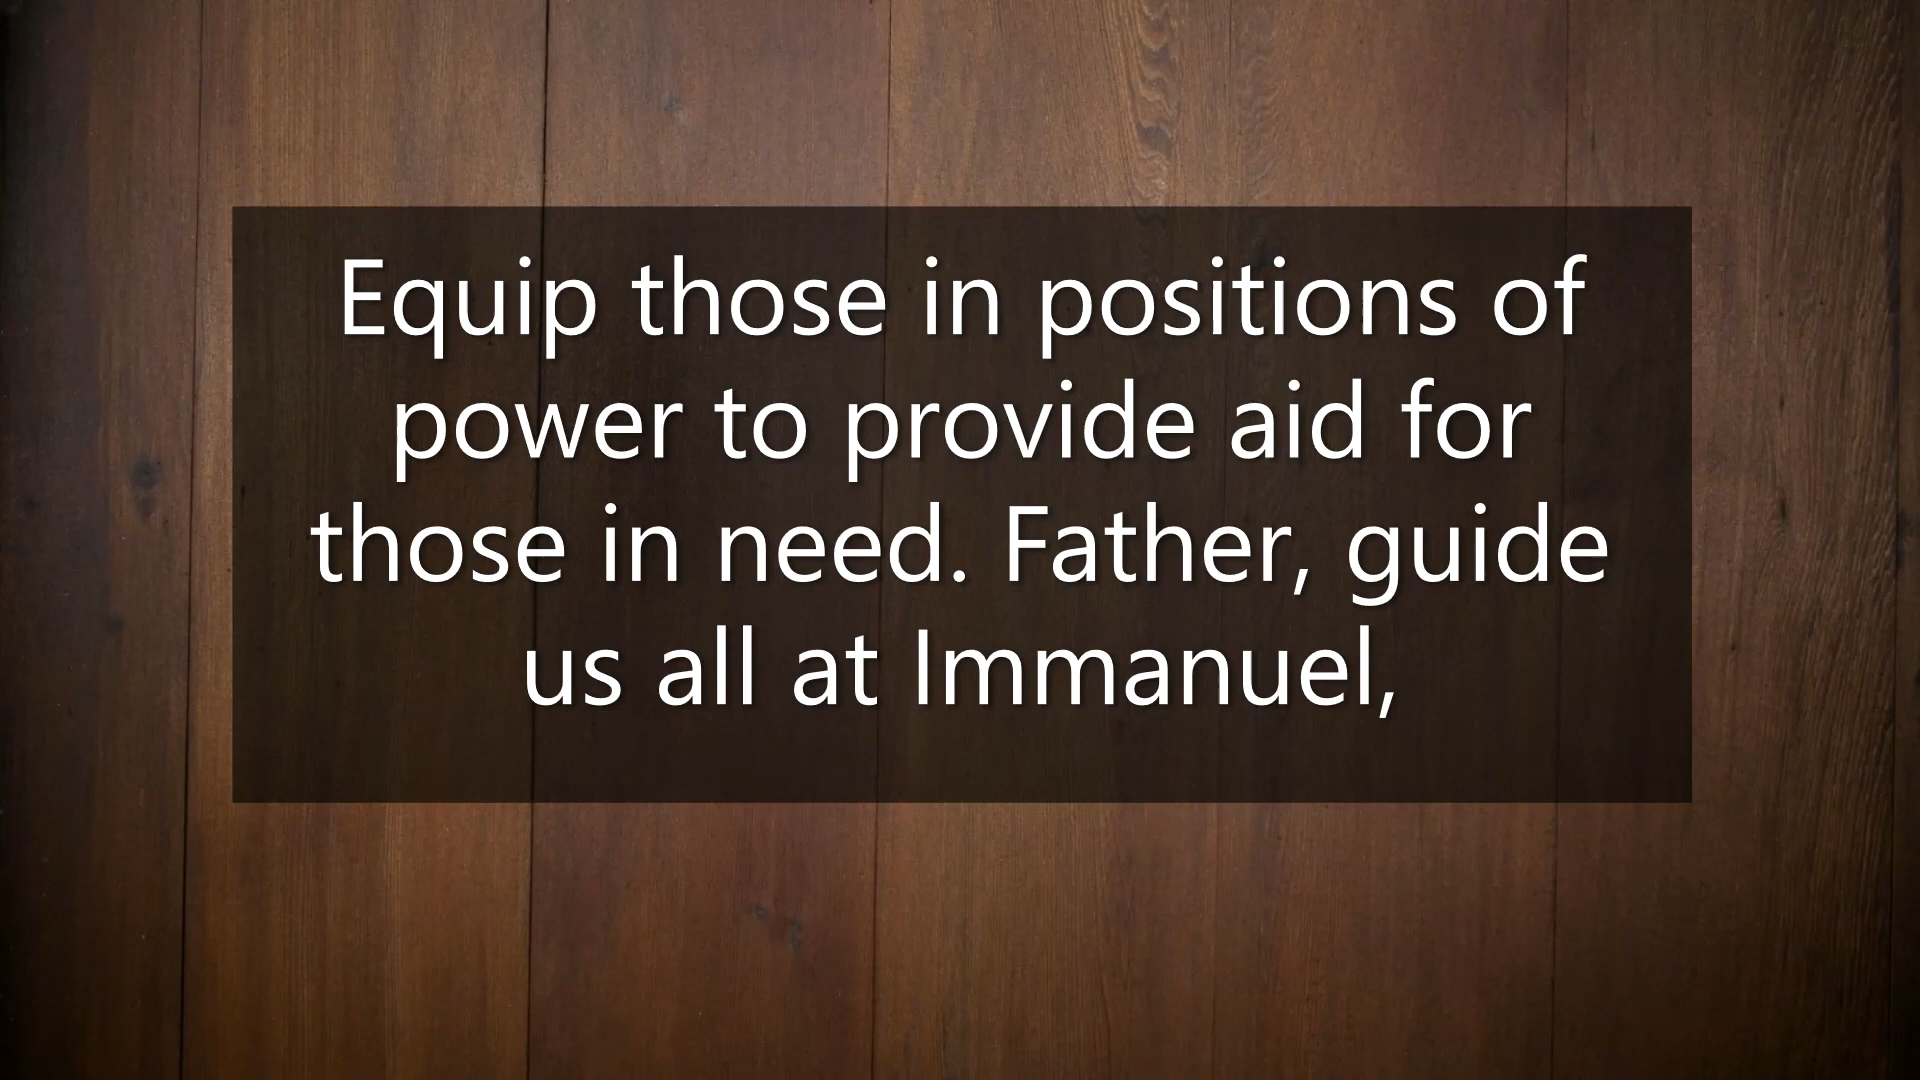 Equip those in positions of
power to provide aid for
those in need. Father, guide
us all at Immanuel,